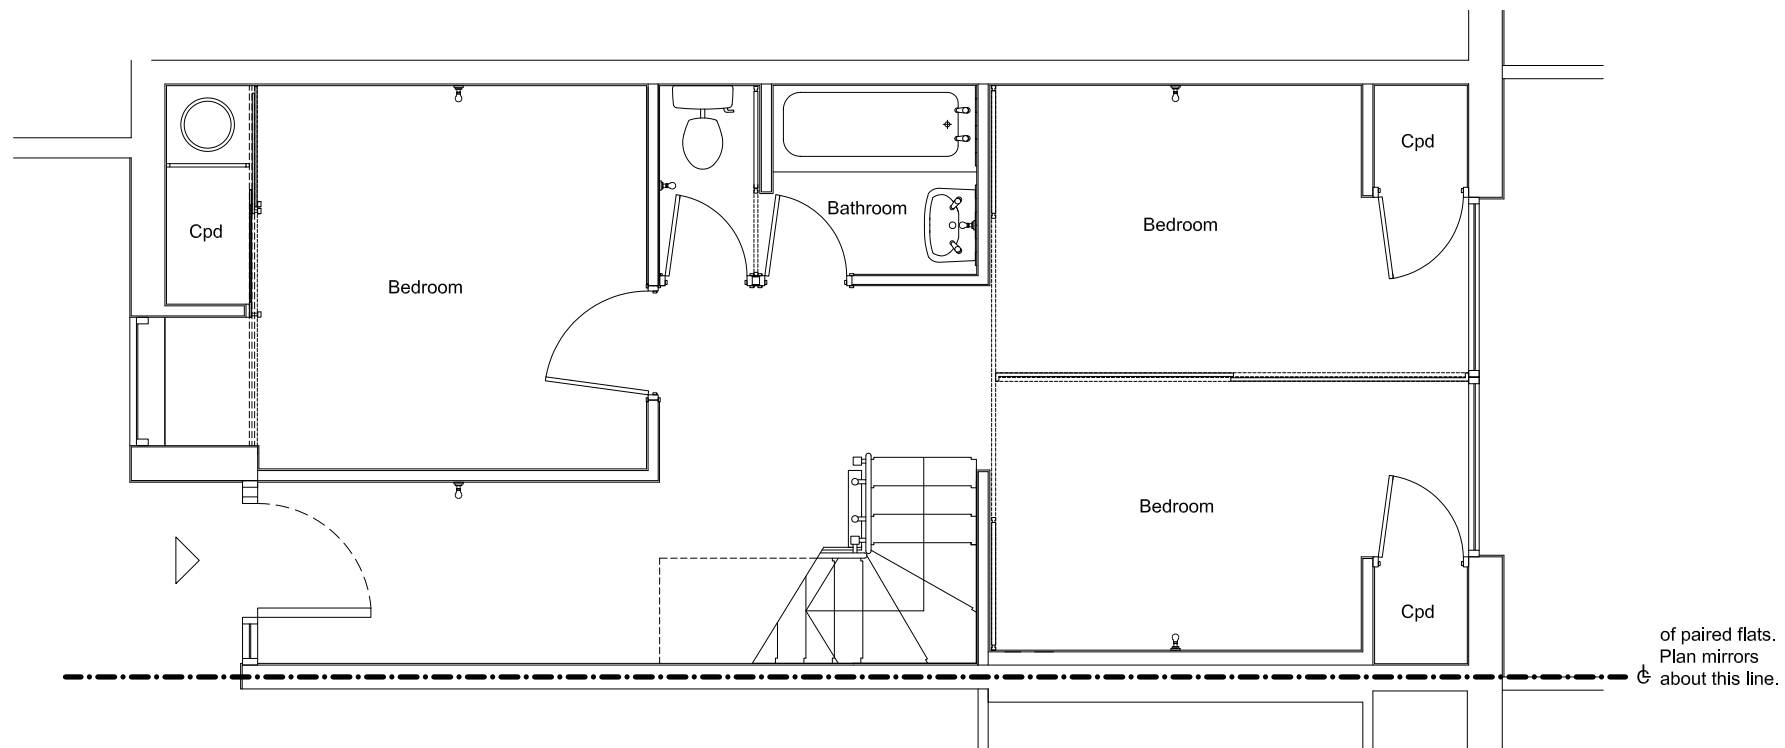 Cpd
Cpd
Bathroom
Bedroom
Bedroom
Bedroom
Cpd
of paired flats.
Plan mirrors
℄ about this line.